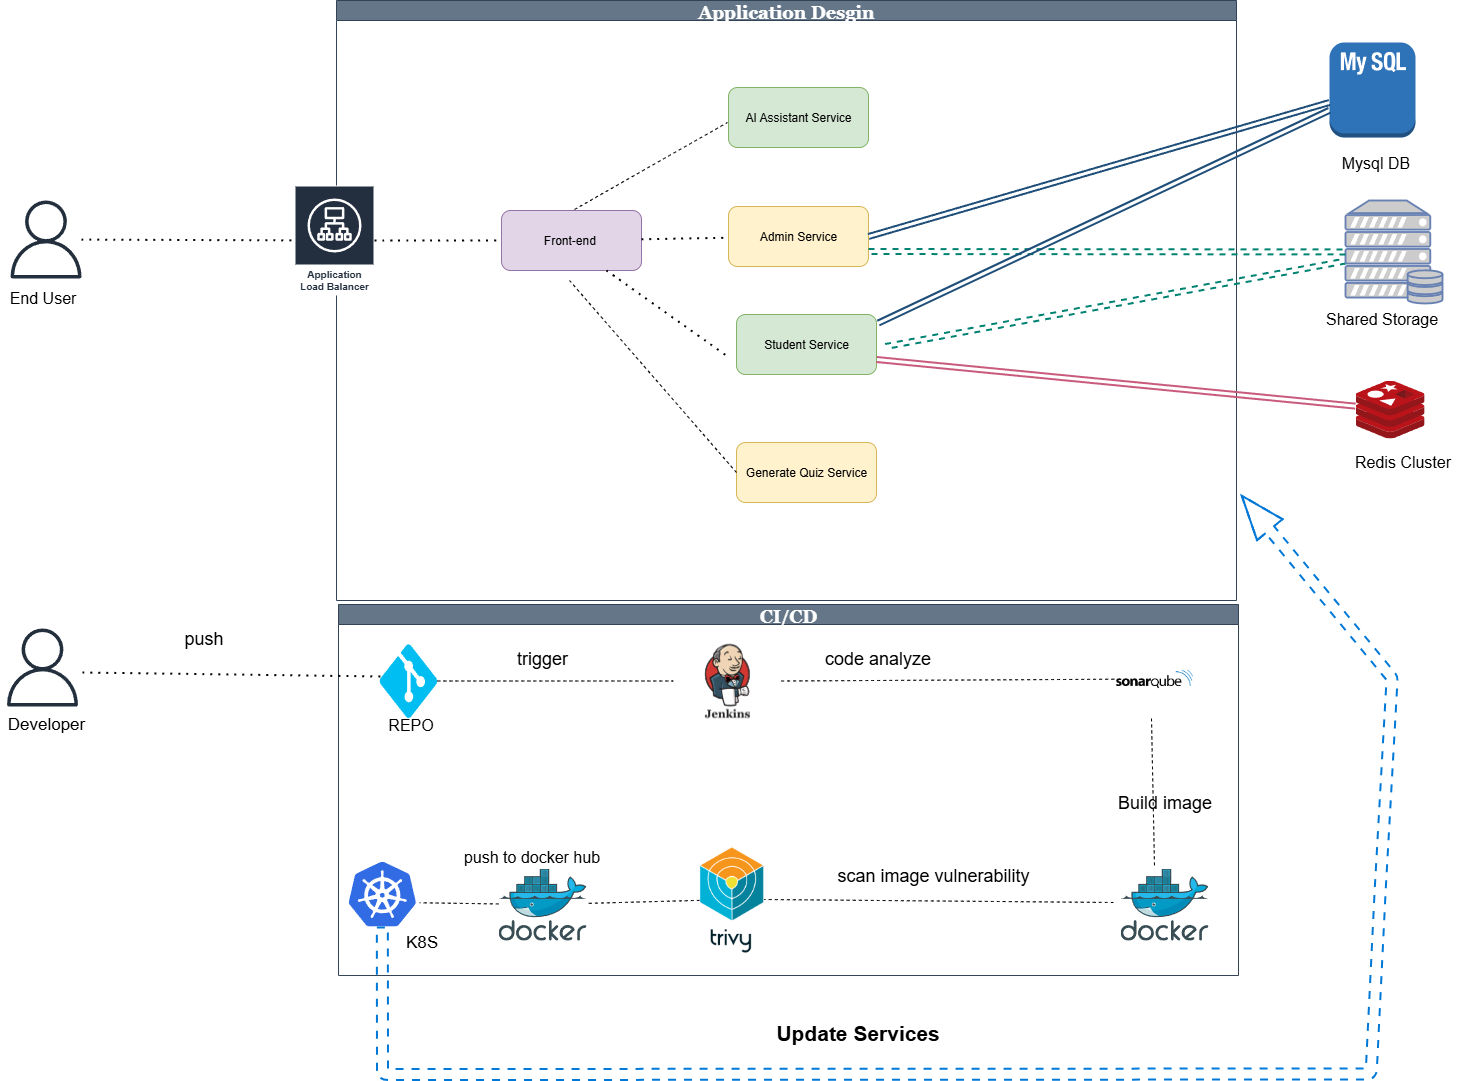 Application Desgin
My SQL
Mysql DB
AI Assistant Service
Admin Service
Front-end
End User
Application
Load Balancer
Shared Storage
Student Service
Redis Cluster
Generate Quiz Service
CI/CD
push
Developer
REPO
trigger
Jenkins
code analyze
sonarqube
Build image
push to docker hub
scan image vulnerability
K8S
docker
trivy
docker
Update Services